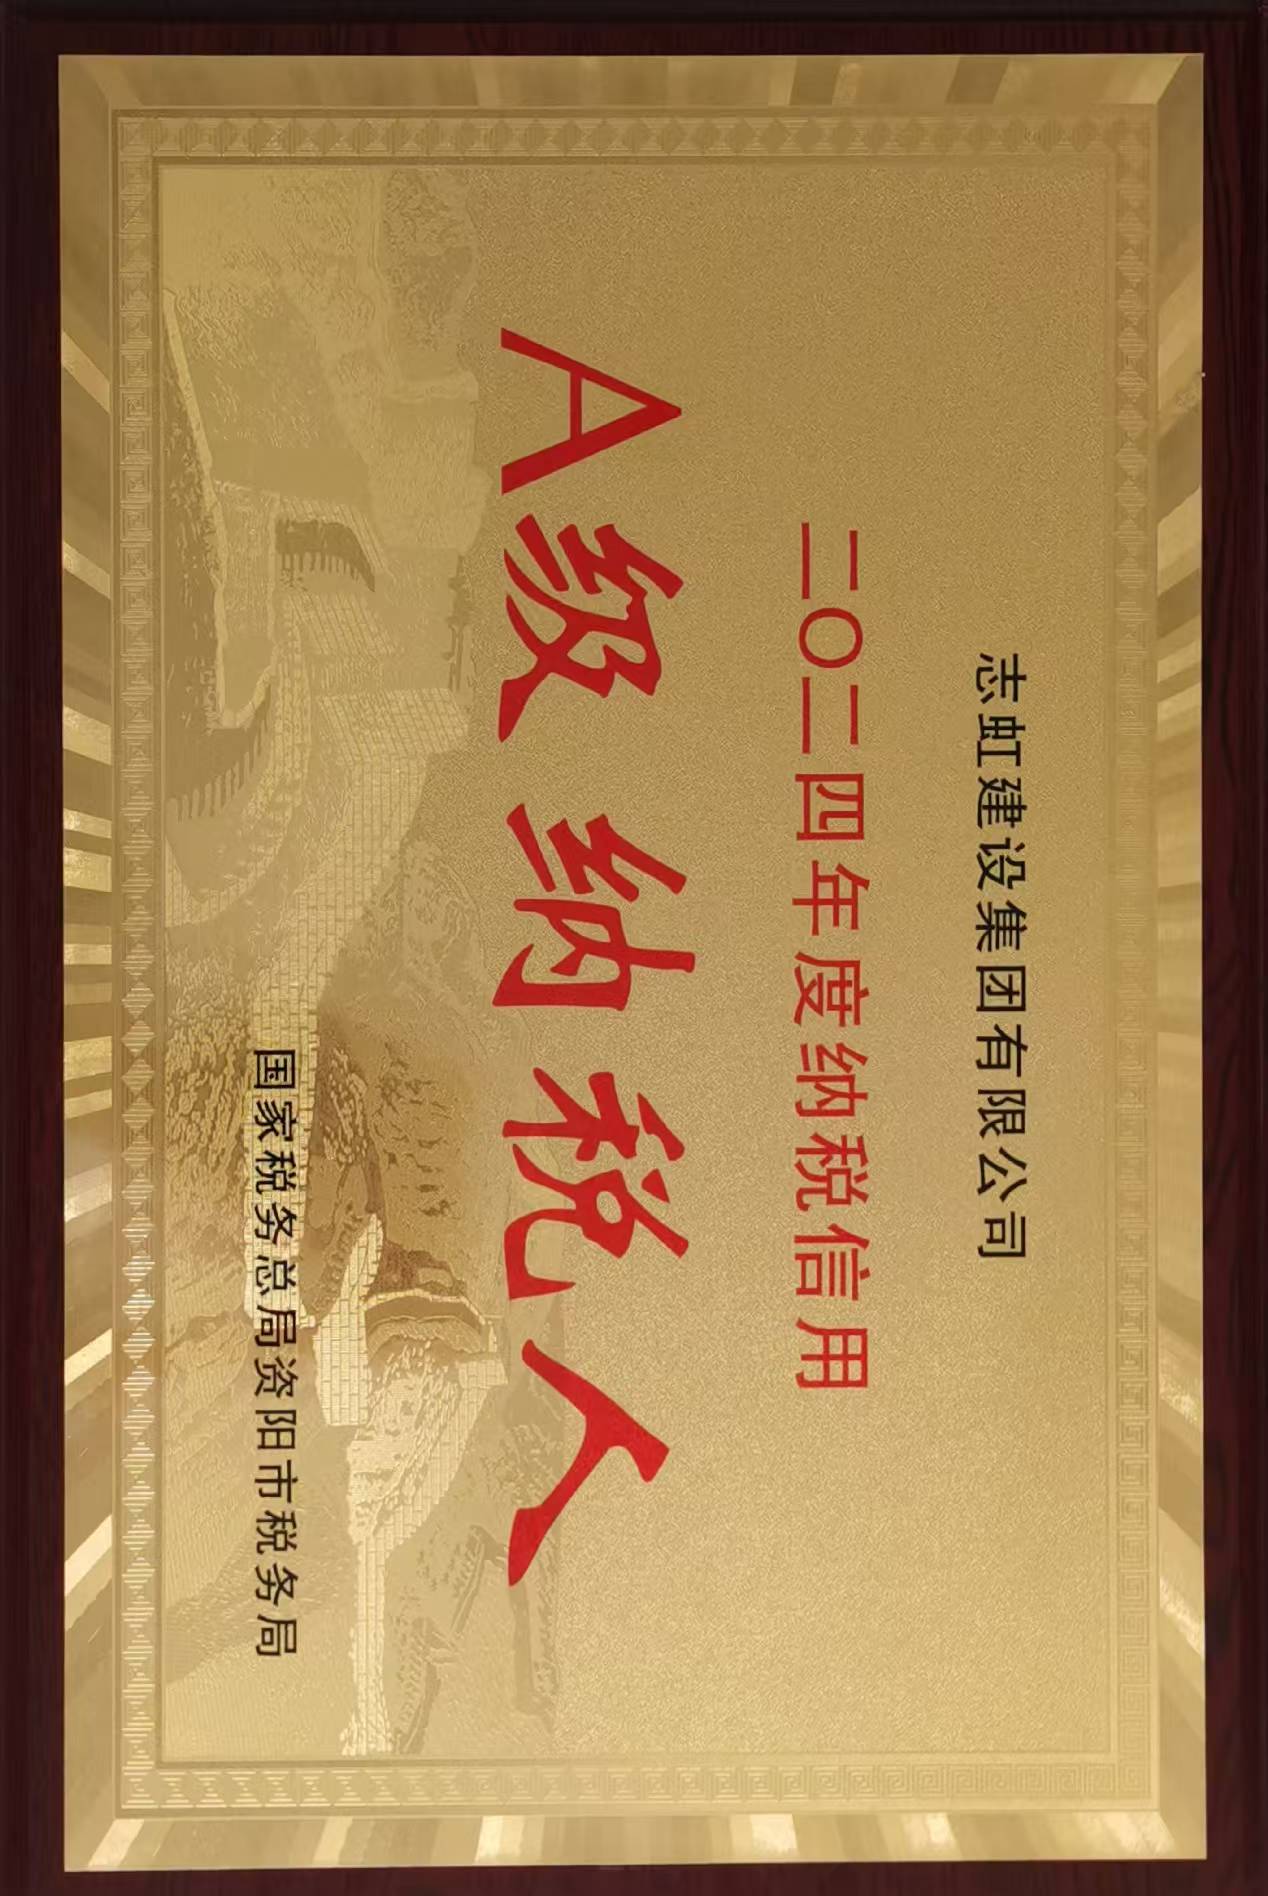 志虹建设集团有限公司
二〇二四年度纳税信用
A级纳税人
国家税务总局资阳市税务局